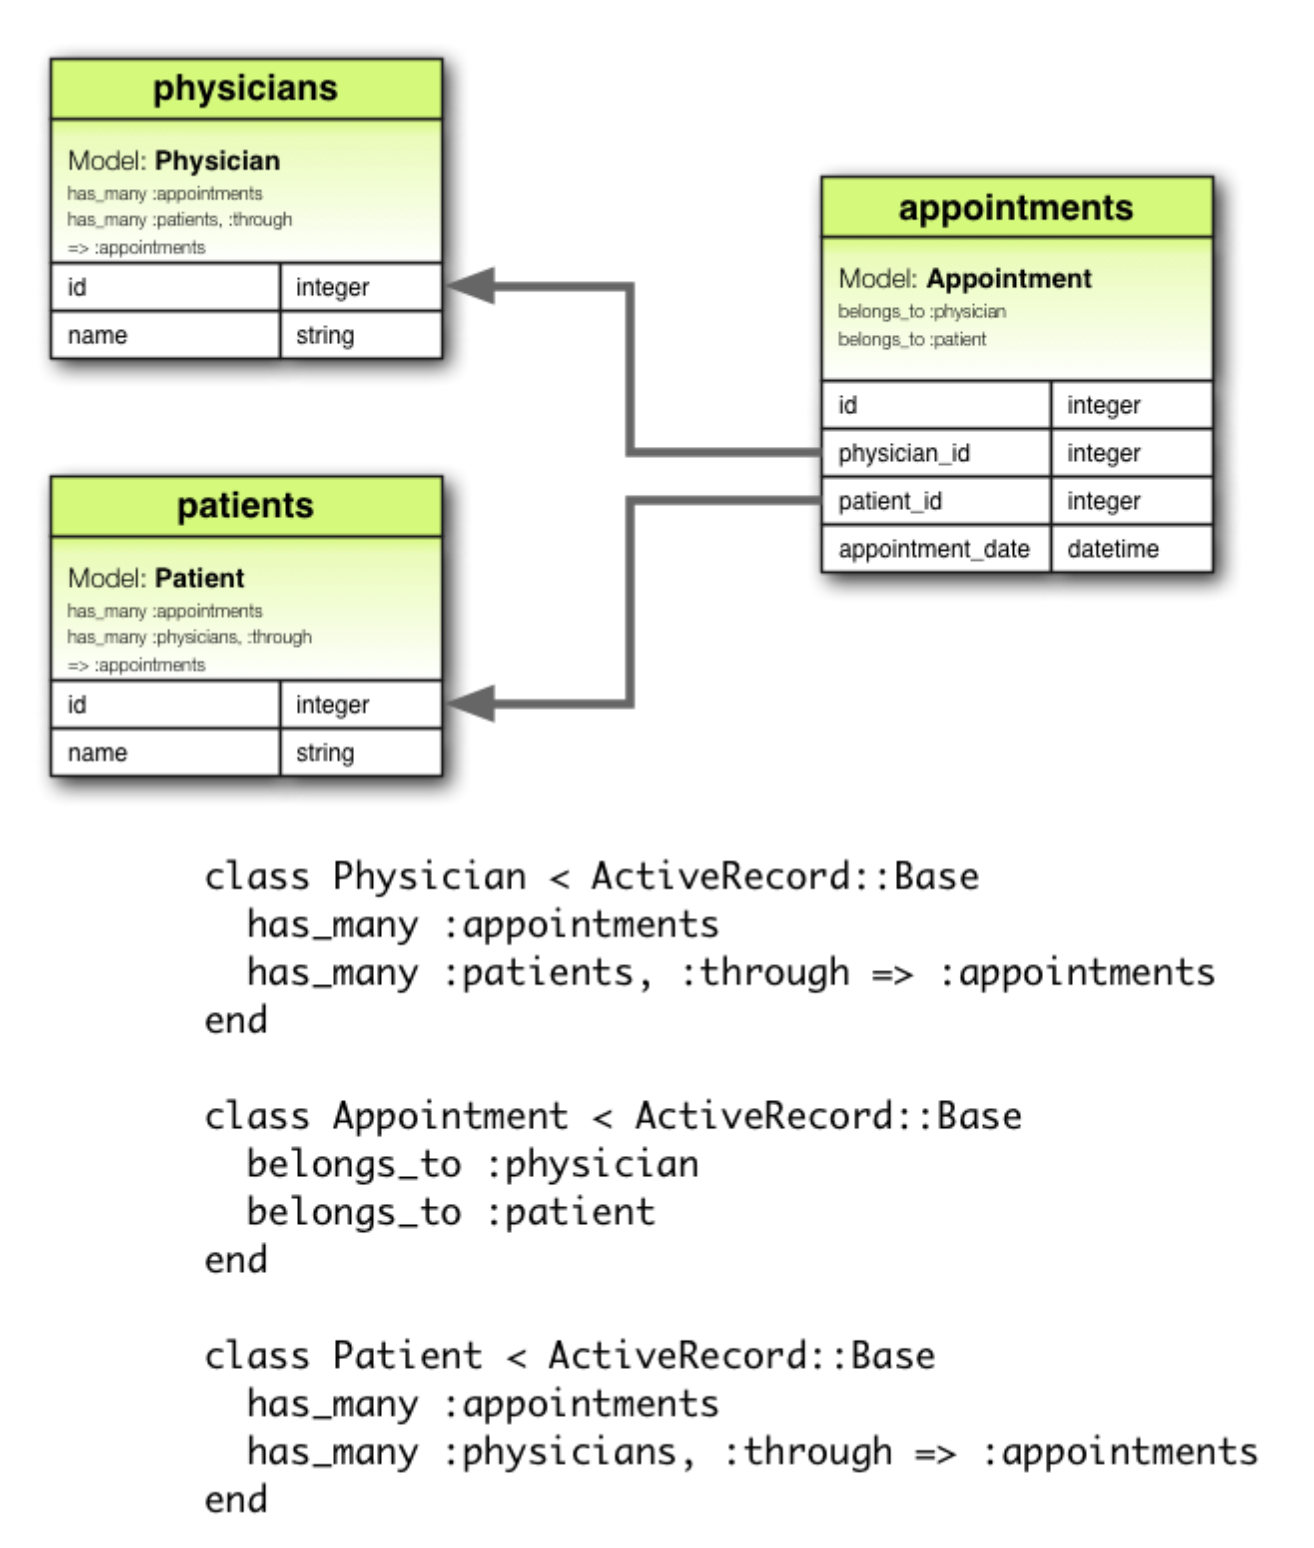 physicians
Model: Physician
has_many :appointments
has_many :patients, :through
=> :appointments
id integer
name string
appointments
Model: Appointment
belongs_to :physician
belongs_to :patient
id integer
physician_id integer
patient_id integer
appointment_date datetime
patients
Model: Patient
has_many :appointments
has_many :physicians, :through
=> :appointments
id integer
name string
class Physician < ActiveRecord::Base
  has_many :appointments
  has_many :patients, :through => :appointments
end
class Appointment < ActiveRecord::Base
  belongs_to :physician
  belongs_to :patient
end
class Patient < ActiveRecord::Base
  has_many :appointments
  has_many :physicians, :through => :appointments
end